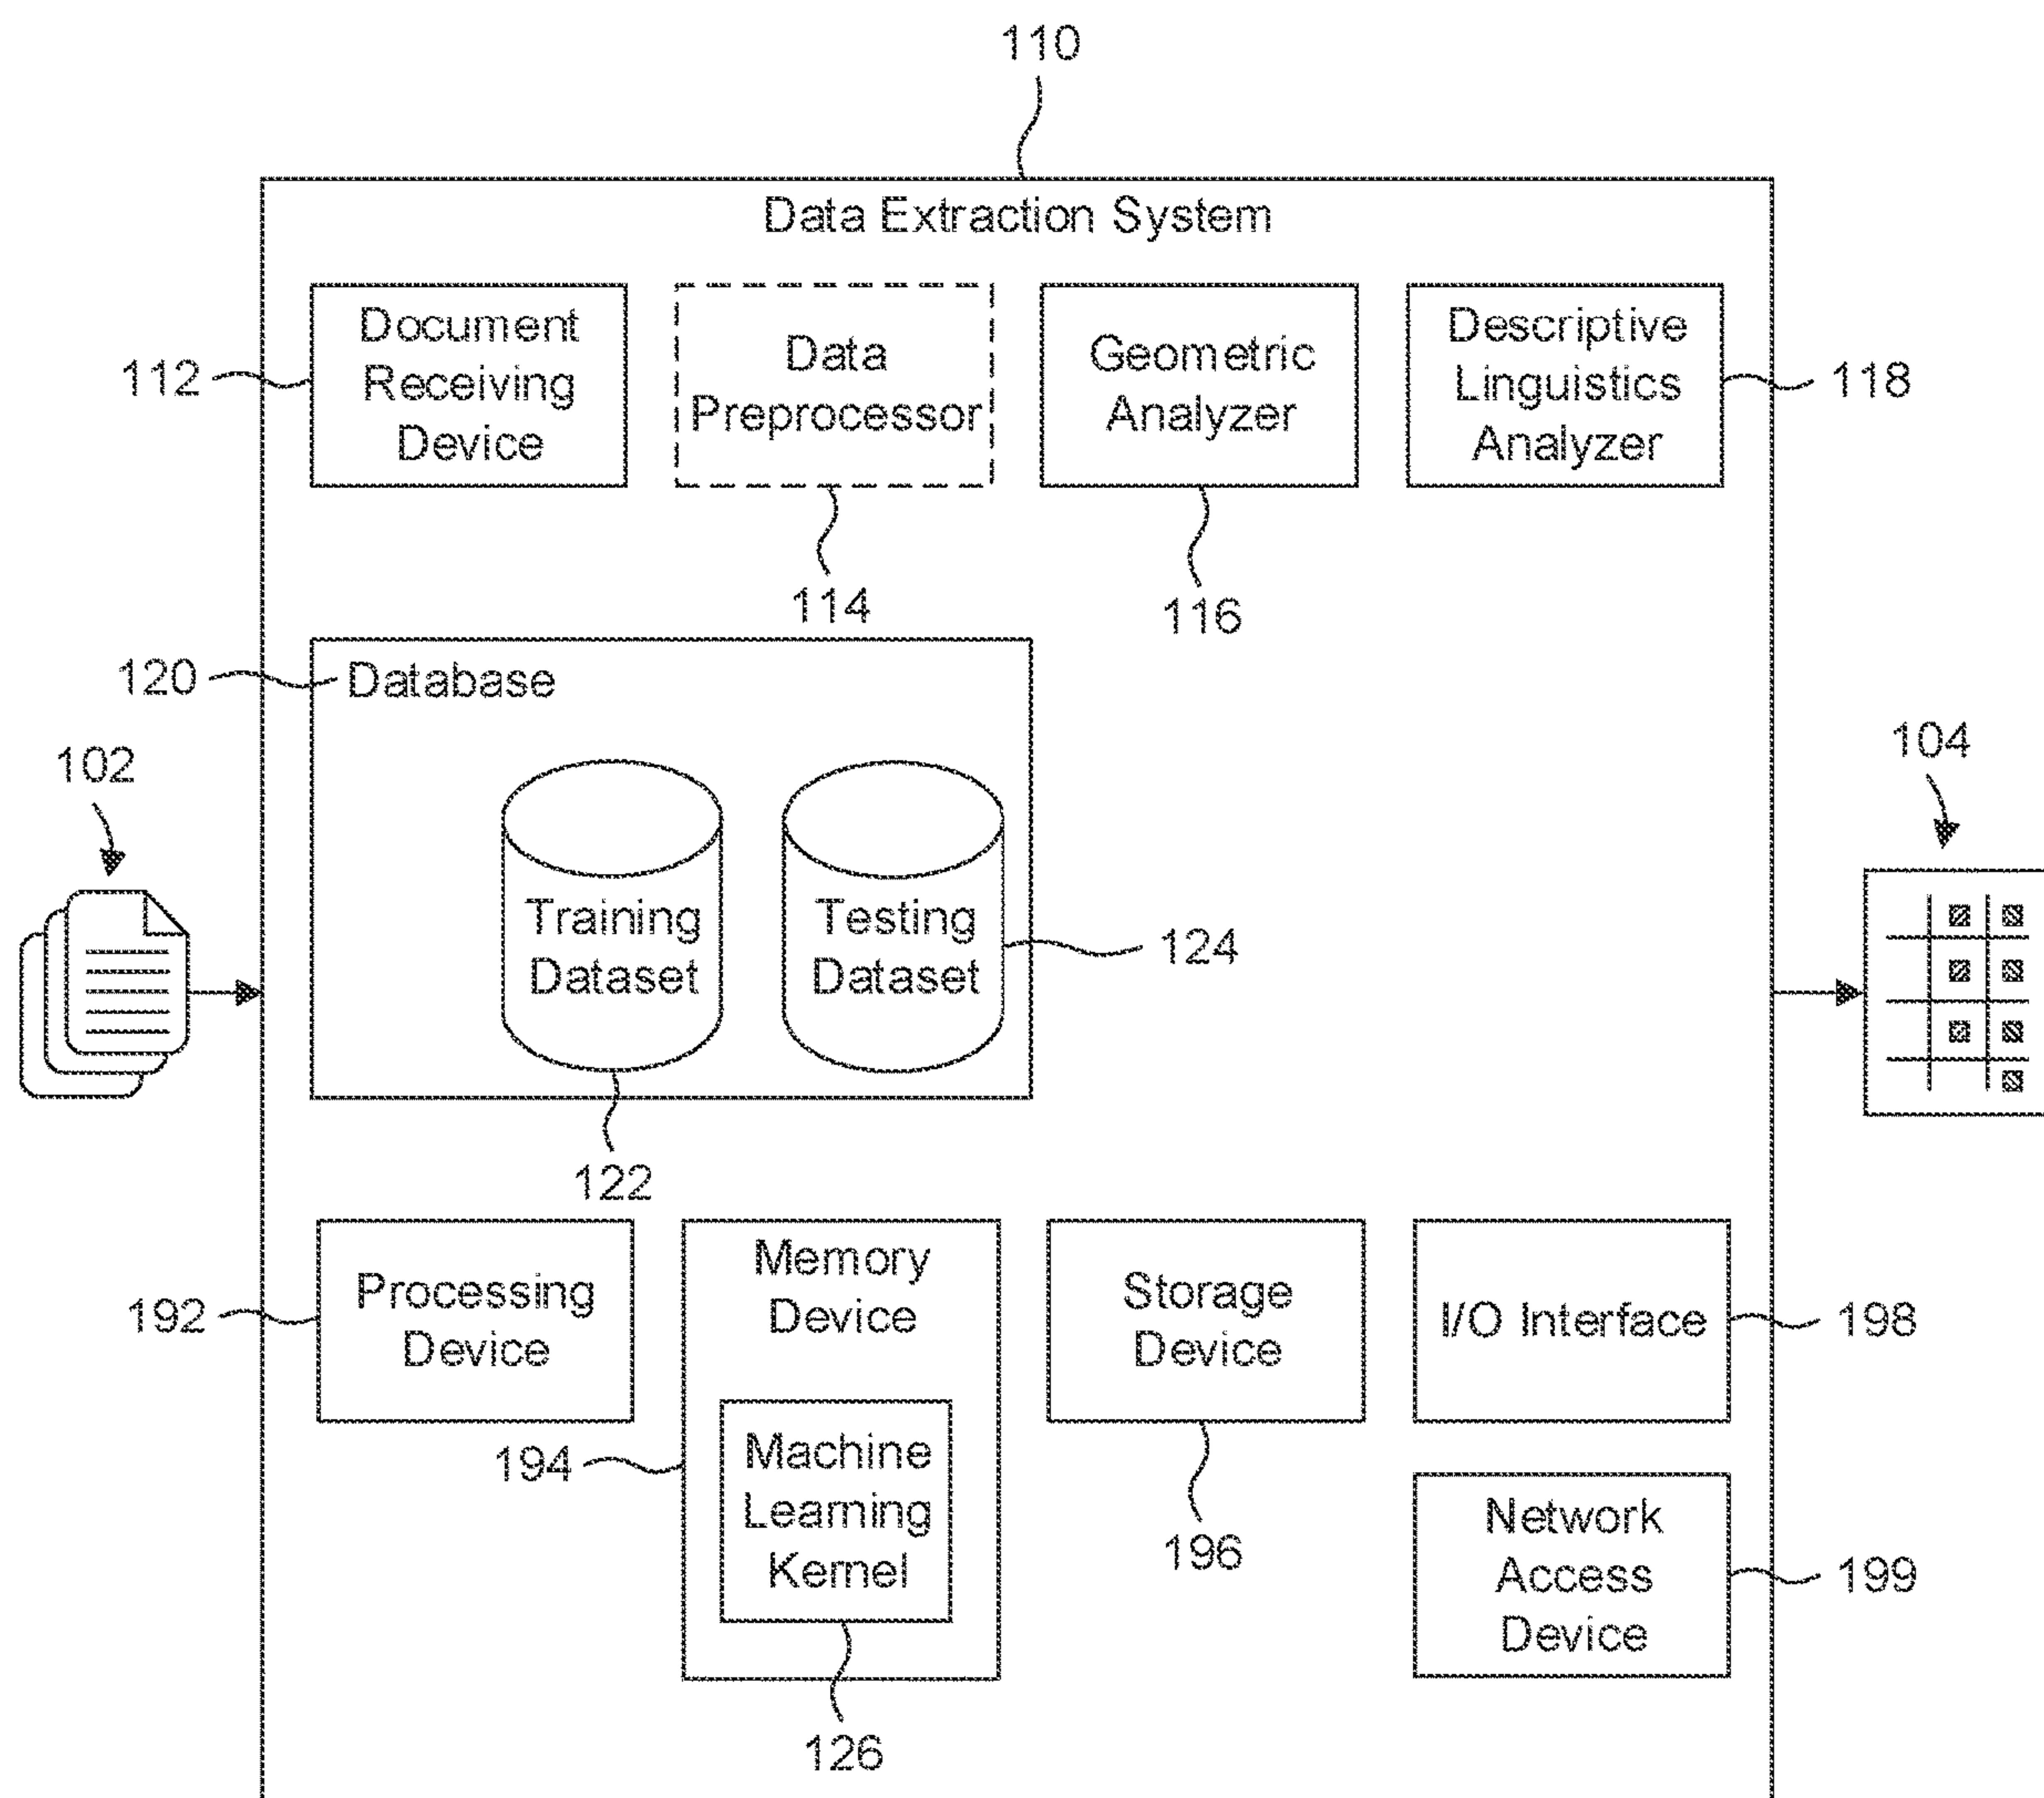 110
Data Extraction System
Document
Receiving
Device
112
Data
Preprocessor
114
Geometric
Analyzer
116
Descriptive
Linguistics
Analyzer
118
120
Database
102
104
Training
Dataset
122
Testing
Dataset
124
Processing
Device
192
Memory
Device
194
Machine
Learning
Kernel
126
Storage
Device
196
I/O Interface
198
Network
Access
Device
199